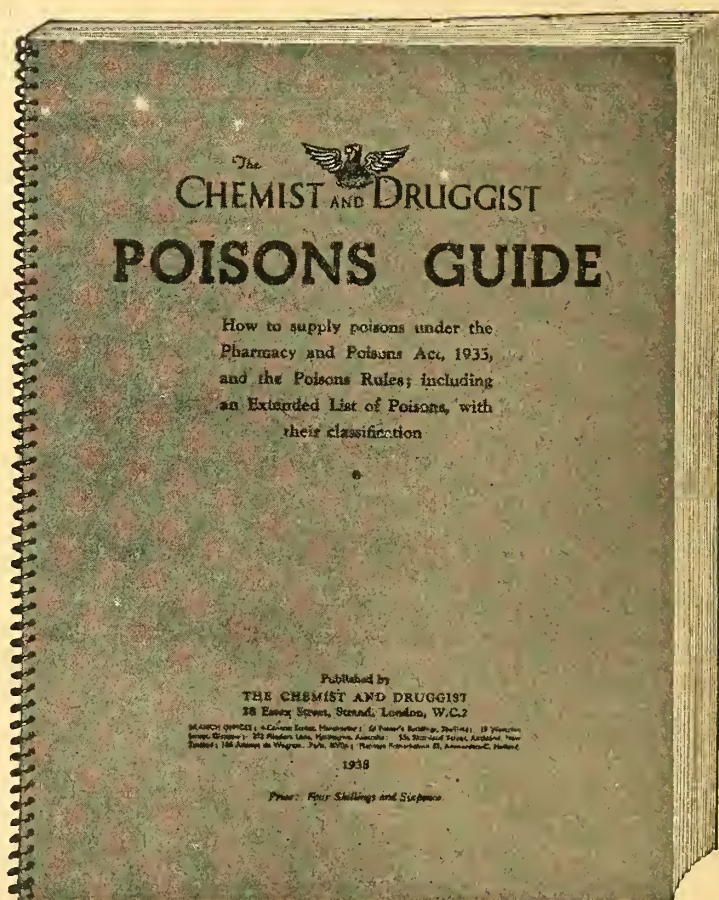 The
CHEMIST AND DRUGGIST
POISONS GUIDE
How to supply poisons under the
Pharmacy and Poisons Act, 1933,
and the Poisons Rules; including
an Extended List of Poisons, with
their classification
Published by
THE CHEMIST AND DRUGGIST
28 Essex Street, Strand, London, W.C.2
BRANCH OFFICES:
1938
Price: Four Shillings and Sixpence